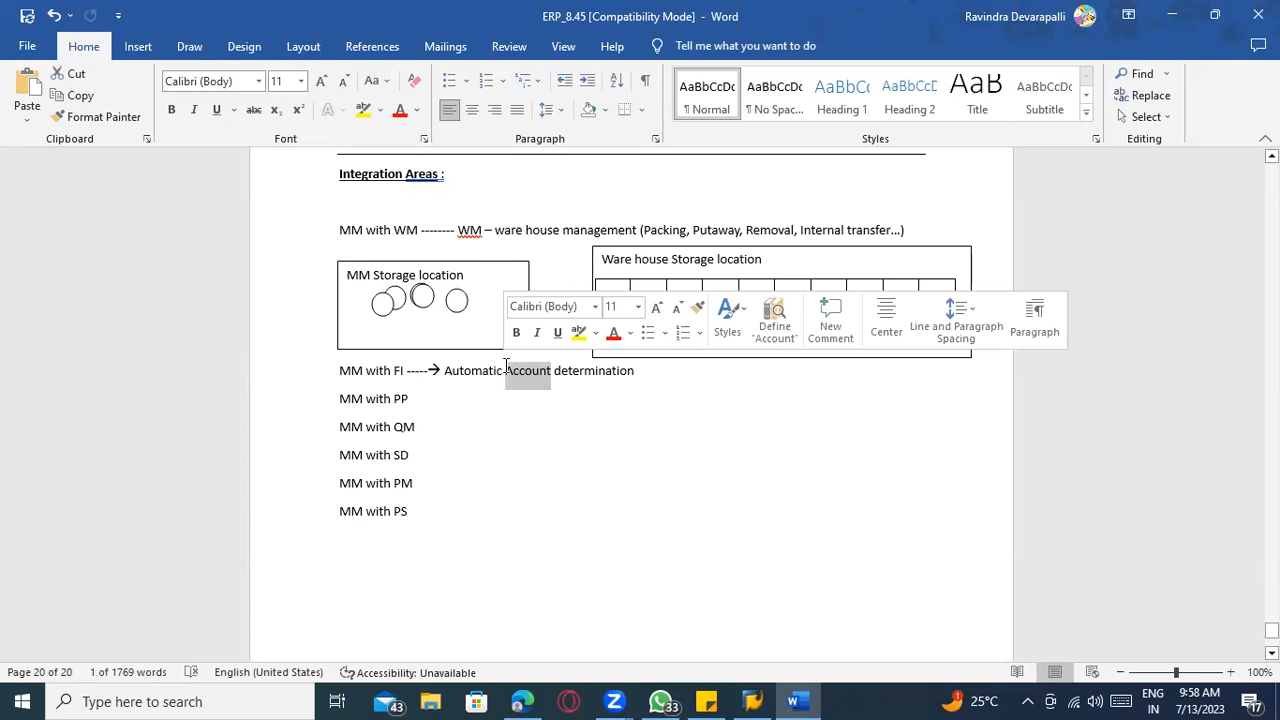 ERP_8.45 [Compatibility Mode] - Word
Ravindra Devarapalli
File Home Insert Draw Design Layout References Mailings Review View Help Tell me what you want to do
Paste
Cut
Copy
Format Painter
Clipboard
Calibri (Body) 11
Font
Paragraph
AaBbCcDc AaBbCcDc AaBbCc AaBbCcC AaB AaBbCcD
¶ Normal ¶ No Spac... Heading 1 Heading 2 Title Subtitle
Styles
Find
Replace
Select
Editing
Integration Areas :
MM with WM -------- WM – ware house management (Packing, Putaway, Removal, Internal transfer...)
MM Storage location
Ware house Storage location
Calibri (Body) 11
Styles
Define "Account"
New Comment
Center
Line and Paragraph Spacing
Paragraph
MM with FI -----→ Automatic Account determination
MM with PP
MM with QM
MM with SD
MM with PM
MM with PS
Page 20 of 20 1 of 1769 words English (United States) Accessibility: Unavailable 100%
Type here to search
43
33
25°C
ENG
IN
9:58 AM
7/13/2023
17